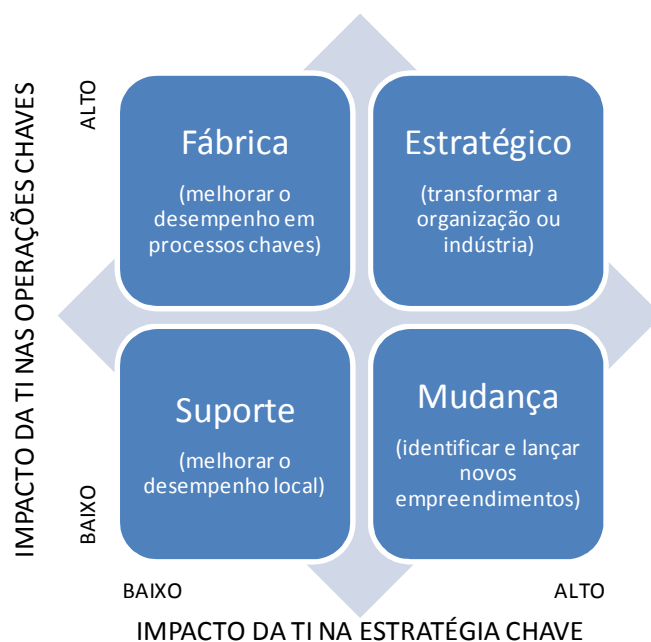 IMPACTO DA TI NAS OPERAÇÕES CHAVES
ALTO
Fábrica
(melhorar o
desempenho em
processos chaves)
Estratégico
(transformar a
organização ou
indústria)
BAIXO
Suporte
(melhorar o
desempenho local)
Mudança
(identificar e lançar
novos
empreendimentos)
BAIXO
ALTO
IMPACTO DA TI NA ESTRATÉGIA CHAVE